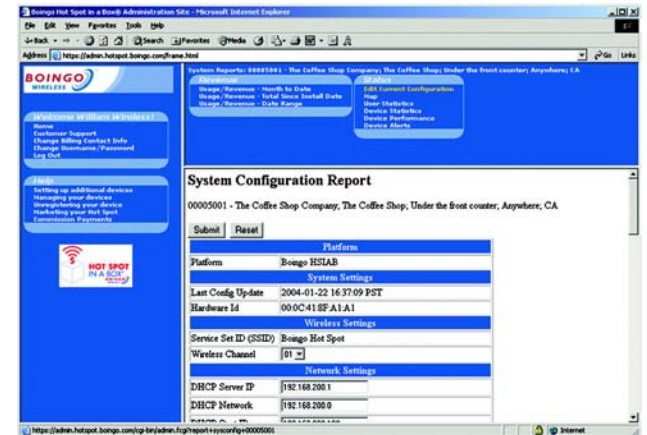 Boingo Hot Spot in a Box® Administration Site - Microsoft Internet Explorer
File Edit View Favorites Tools Help
Back Search Favorites Media
Address https://admin.hotspot.boingo.com/frame.html Go Links
BOINGO
WIRELESS
Welcome William Wireless!
Home
Customer Support
Change Billing Contact Info
Change Username/Password
Log Out
Help
Setting up additional devices
Managing your devices
Unregistering your device
Marketing your Hot Spot
Commission Payments
HOT SPOT
IN A BOX
System Reports: 00005001 - The Coffee Shop Company; The Coffee Shop; Under the front counter; Anywhere; CA
Revenue
Usage/Revenue - Month to Date
Usage/Revenue - Total Since Install Date
Usage/Revenue - Date Range
Status
Edit Current Configuration
Map
User Statistics
Device Statistics
Device Performance
Device Alerts
System Configuration Report
00005001 - The Coffee Shop Company; The Coffee Shop; Under the front counter; Anywhere, CA
Submit Reset
Platform
Platform Boingo HSIAB
System Settings
Last Config Update 2004-01-22 16:37:09 PST
Hardware Id 00:0C:41:8F:A1:A1
Wireless Settings
Service Set ID (SSID) Boingo Hot Spot
Wireless Channel 01
Network Settings
DHCP Server IP 192.168.200.1
DHCP Network 192.168.200.0
https://admin.hotspot.boingo.com/cgi-bin/admin.fcgi?report+sysconfig+00005001 Internet